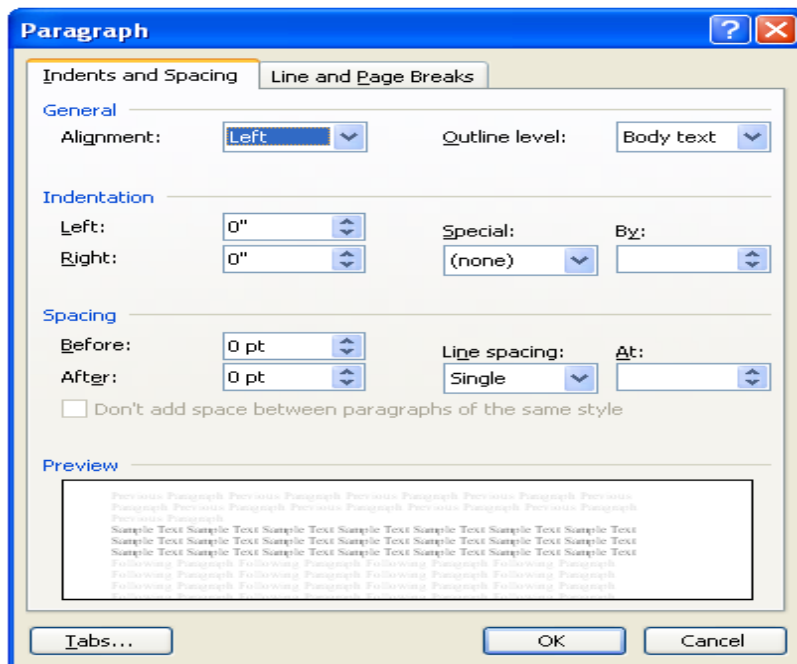 Paragraph
Indents and Spacing Line and Page Breaks
General
Alignment: Left Outline level: Body text
Indentation
Left: 0" Special: By:
Right: 0" (none)
Spacing
Before: 0 pt Line spacing: At:
After: 0 pt Single
Don't add space between paragraphs of the same style
Preview
Previous Paragraph Previous Paragraph Previous Paragraph Previous Paragraph Previous
Paragraph Previous Paragraph Previous Paragraph Previous Paragraph Previous Paragraph
Previous Paragraph
Sample Text Sample Text Sample Text Sample Text Sample Text Sample Text Sample Text
Sample Text Sample Text Sample Text Sample Text Sample Text Sample Text Sample Text
Sample Text Sample Text Sample Text Sample Text Sample Text Sample Text Sample Text
Following Paragraph Following Paragraph Following Paragraph Following Paragraph
Following Paragraph Following Paragraph Following Paragraph Following Paragraph
Following Paragraph Following Paragraph Following Paragraph Following Paragraph
Tabs... OK Cancel